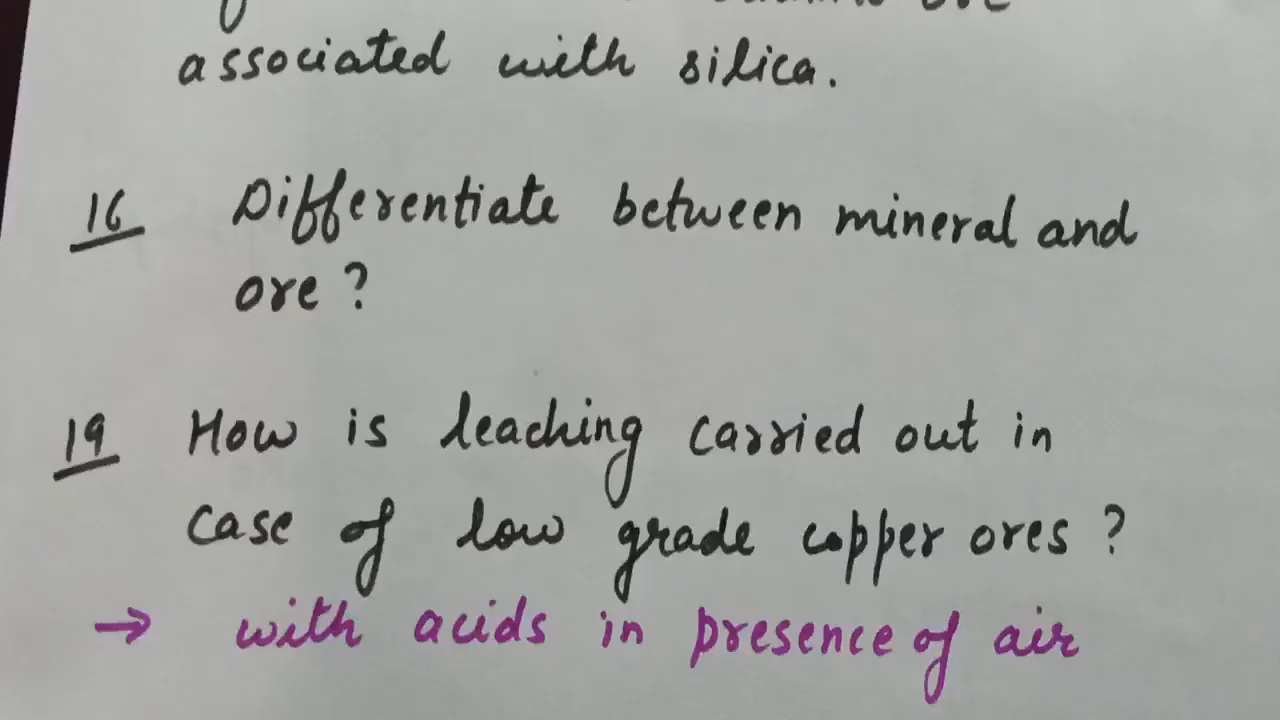 associated with silica.
16 Differentiate between mineral and
ore ?
19 How is leaching carried out in
case of low grade copper ores ?
→ with acids in presence of air